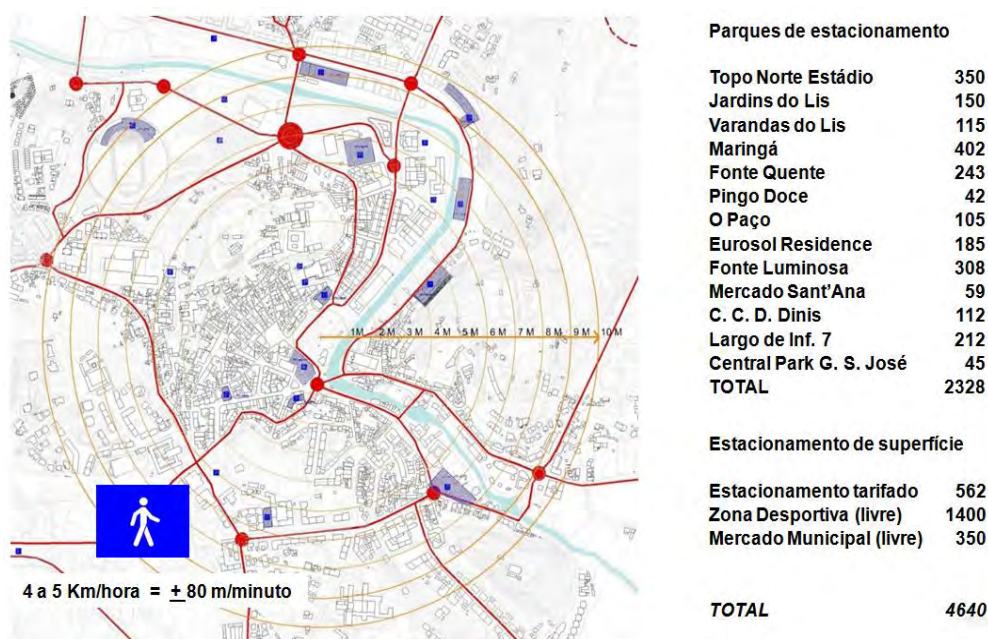 1M 2M 3M 4M 5M 6M 7M 8M 9M 10M
4 a 5 Km/hora = ± 80 m/minuto
Parques de estacionamento
Topo Norte Estádio 350
Jardins do Lis 150
Varandas do Lis 115
Maringá 402
Fonte Quente 243
Pingo Doce 42
O Paço 105
Eurosol Residence 185
Fonte Luminosa 308
Mercado Sant'Ana 59
C. C. D. Dinis 112
Largo de Inf. 7 212
Central Park G. S. José 45
TOTAL 2328
Estacionamento de superfície
Estacionamento tarifado 562
Zona Desportiva (livre) 1400
Mercado Municipal (livre) 350
TOTAL 4640